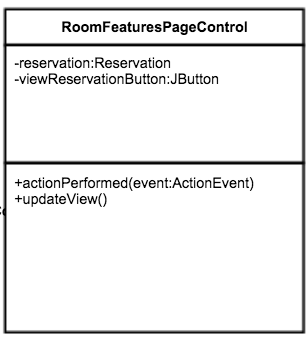 RoomFeaturesPageControl
-reservation:Reservation
-viewReservationButton:JButton
+actionPerformed(event:ActionEvent)
+updateView()